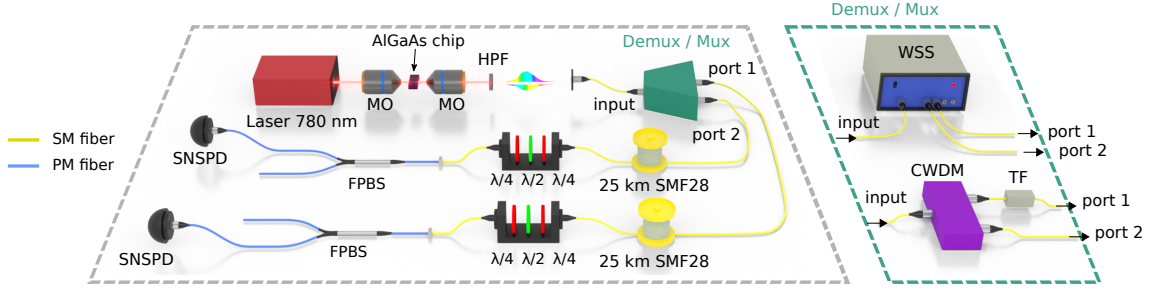 Demux / Mux
AlGaAs chip
HPF
Demux / Mux
WSS
port 1
MO
MO
input
Laser 780 nm
port 2
input
port 1
port 2
SM fiber
PM fiber
SNSPD
FPBS
λ/4 λ/2 λ/4
25 km SMF28
CWDM
TF
input
port 1
port 2
SNSPD
FPBS
λ/4 λ/2 λ/4
25 km SMF28